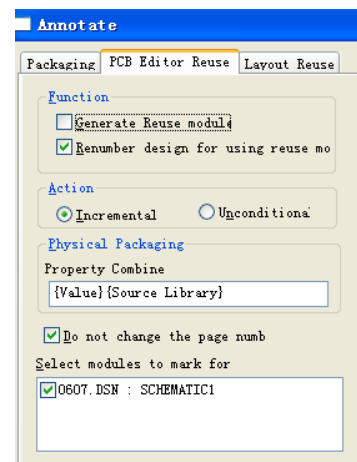 Annotate
Packaging PCB Editor Reuse Layout Reuse
Function
Generate Reuse module
Renumber design for using reuse mo
Action
Incremental Unconditional
Physical Packaging
Property Combine
{Value}{Source Library}
Do not change the page numb
Select modules to mark for
0607.DSN : SCHEMATIC1